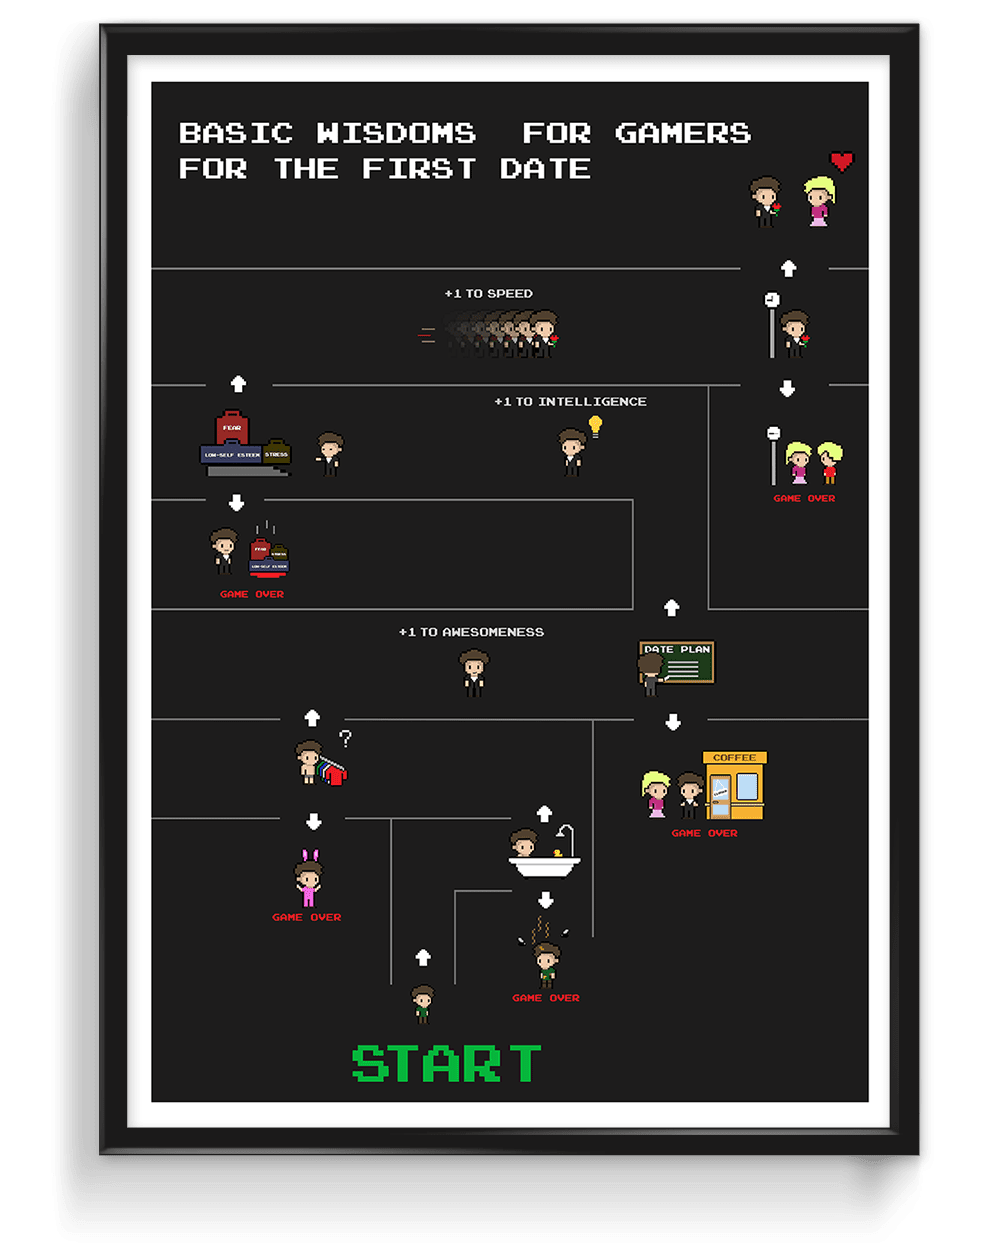 BASIC WISDOMS FOR GAMERS
FOR THE FIRST DATE
+1 TO SPEED
+1 TO INTELLIGENCE
FEAR
LOW-SELF ESTEEM
STRESS
GAME OVER
FEAR
STRESS
LOW-SELF ESTEEM
GAME OVER
+1 TO AWESOMENESS
DATE PLAN
?
COFFEE
CLOSED
GAME OVER
GAME OVER
GAME OVER
START